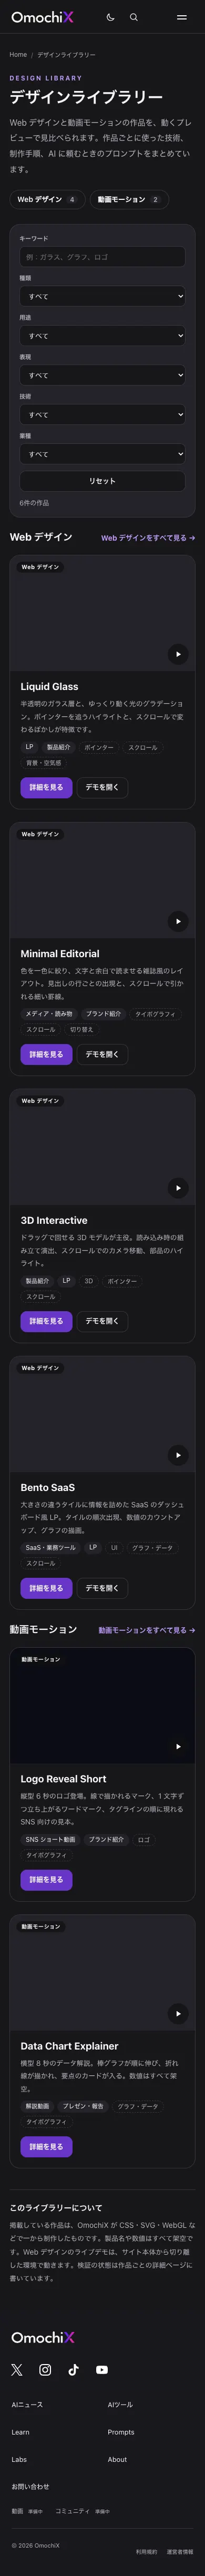 OmochiX
Home / デザインライブラリー
DESIGN LIBRARY
デザインライブラリー
Web デザインと動画モーションの作品を、動くプレ
ビューで見比べられます。作品ごとに使った技術、
制作手順、AI に頼むときのプロンプトをまとめてい
ます。
Web デザイン 4 動画モーション 2
キーワード
例：ガラス、グラフ、ロゴ
種類
すべて
用途
すべて
表現
すべて
技術
すべて
業種
すべて
リセット
6件の作品
Web デザイン Web デザインをすべて見る →
Web デザイン
Liquid Glass
半透明のガラス層と、ゆっくり動く光のグラデーショ
ン。ポインターを追うハイライトと、スクロールで変
わるぼかしが特徴です。
LP 製品紹介 ポインター スクロール
背景・空気感
詳細を見る デモを開く
Web デザイン
Minimal Editorial
色を一色に絞り、文字と余白で読ませる雑誌風のレイ
アウト。見出しの行ごとの出現と、スクロールで引か
れる細い罫線。
メディア・読み物 ブランド紹介 タイポグラフィ
スクロール 切り替え
詳細を見る デモを開く
Web デザイン
3D Interactive
ドラッグで回せる 3D モデルが主役。読み込み時の組
み立て演出、スクロールでのカメラ移動、部品のハイ
ライト。
製品紹介 LP 3D ポインター
スクロール
詳細を見る デモを開く
Web デザイン
Bento SaaS
大きさの違うタイルに情報を詰めた SaaS のダッシュ
ボード風 LP。タイルの順次出現、数値のカウントア
ップ、グラフの描画。
SaaS・業務ツール LP UI グラフ・データ
スクロール
詳細を見る デモを開く
動画モーション 動画モーションをすべて見る →
動画モーション
Logo Reveal Short
縦型 6 秒のロゴ登場。線で描かれるマーク、1 文字ず
つ立ち上がるワードマーク、タグラインの順に現れる
SNS 向けの見本。
SNS ショート動画 ブランド紹介 ロゴ
タイポグラフィ
詳細を見る
動画モーション
Data Chart Explainer
横型 8 秒のデータ解説。棒グラフが順に伸び、折れ
線が描かれ、要点のカードが入る。数値はすべて架
空。
解説動画 プレゼン・報告 グラフ・データ
タイポグラフィ
詳細を見る
このライブラリーについて
掲載している作品は、OmochiX が CSS・SVG・WebGL な
どで一から制作したものです。製品名や数値はすべて架空で
す。Web デザインのライブデモは、サイト本体から切り離
した環境で動きます。検証の状態は作品ごとの詳細ページに
書いています。
OmochiX
AIニュース AIツール
Learn Prompts
Labs About
お問い合わせ
動画 準備中 コミュニティ 準備中
© 2026 OmochiX
利用規約 運営者情報